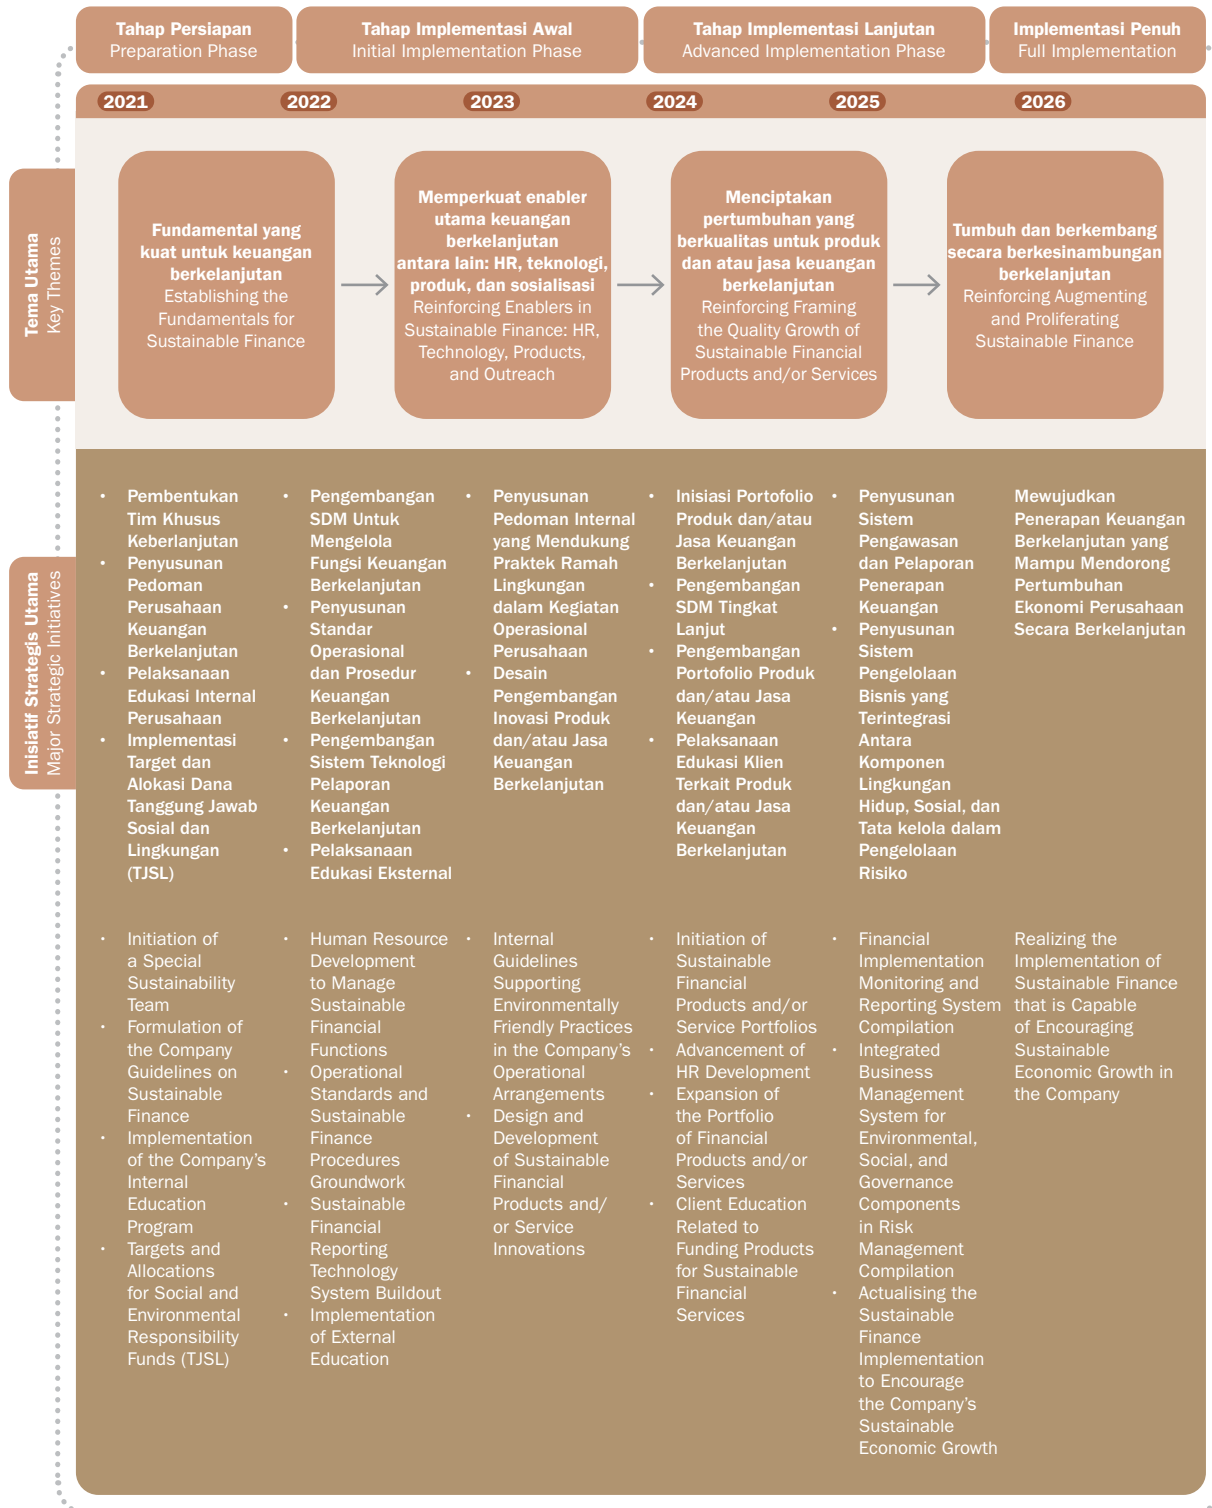 Tahap Persiapan
Preparation Phase
Tahap Implementasi Awal
Initial Implementation Phase
Tahap Implementasi Lanjutan
Advanced Implementation Phase
Implementasi Penuh
Full Implementation
2021
2022
2023
2024
2025
2026
Tema Utama
Key Themes
Fundamental yang
kuat untuk keuangan
berkelanjutan
Establishing the
Fundamentals for
Sustainable Finance
Memperkuat enabler
utama keuangan
berkelanjutan
antara lain: HR, teknologi,
produk, dan sosialisasi
Reinforcing Enablers in
Sustainable Finance: HR,
Technology, Products,
and Outreach
Menciptakan
pertumbuhan yang
berkualitas untuk produk
dan atau jasa keuangan
berkelanjutan
Reinforcing Framing
the Quality Growth of
Sustainable Financial
Products and/or Services
Tumbuh dan berkembang
secara berkesinambungan
berkelanjutan
Reinforcing Augmenting
and Proliferating
Sustainable Finance
Inisiatif Strategis Utama
Major Strategic Initiatives
• Pembentukan
Tim Khusus
Keberlanjutan
• Penyusunan
Pedoman
Perusahaan
Keuangan
Berkelanjutan
• Pelaksanaan
Edukasi Internal
Perusahaan
• Implementasi
Target dan
Alokasi Dana
Tanggung Jawab
Sosial dan
Lingkungan
(TJSL)
• Pengembangan
SDM Untuk
Mengelola
Fungsi Keuangan
Berkelanjutan
• Penyusunan
Standar
Operasional
dan Prosedur
Keuangan
Berkelanjutan
• Pengembangan
Sistem Teknologi
Pelaporan
Keuangan
Berkelanjutan
• Pelaksanaan
Edukasi Eksternal
• Penyusunan
Pedoman Internal
yang Mendukung
Praktek Ramah
Lingkungan
dalam Kegiatan
Operasional
Perusahaan
• Desain
Pengembangan
Inovasi Produk
dan/atau Jasa
Keuangan
Berkelanjutan
• Inisiasi Portofolio
Produk dan/atau
Jasa Keuangan
Berkelanjutan
• Pengembangan
SDM Tingkat
Lanjut
• Pengembangan
Portofolio Produk
dan/atau Jasa
Keuangan
• Pelaksanaan
Edukasi Klien
Terkait Produk
dan/atau Jasa
Keuangan
Berkelanjutan
• Penyusunan
Sistem
Pengawasan
dan Pelaporan
Penerapan
Keuangan
• Penyusunan
Sistem
Pengelolaan
Bisnis yang
Terintegrasi
Antara
Komponen
Lingkungan
Hidup, Sosial, dan
Tata kelola dalam
Pengelolaan
Risiko
Mewujudkan
Penerapan Keuangan
Berkelanjutan yang
Mampu Mendorong
Pertumbuhan
Ekonomi Perusahaan
Secara Berkelanjutan
• Initiation of
a Special
Sustainability
Team
• Formulation of
the Company
Guidelines on
Sustainable
Finance
• Implementation
of the Company's
Internal
Education
Program
• Targets and
Allocations
for Social and
Environmental
Responsibility
Funds (TJSL)
• Human Resource
Development
to Manage
Sustainable
Financial
Functions
• Operational
Standards and
Sustainable
Finance
Procedures
Groundwork
• Sustainable
Financial
Reporting
Technology
System Buildout
• Implementation
of External
Education
• Internal
Guidelines
Supporting
Environmentally
Friendly Practices
in the Company's
Operational
Arrangements
• Design and
Development
of Sustainable
Financial
Products and/
or Service
Innovations
• Initiation of
Sustainable
Financial
Products and/or
Service Portfolios
• Advancement of
HR Development
• Expansion of
the Portfolio
of Financial
Products and/or
Services
• Client Education
Related to
Funding Products
for Sustainable
Financial
Services
• Financial
Implementation
Monitoring and
Reporting System
Compilation
• Integrated
Business
Management
System for
Environmental,
Social, and
Governance
Components
in Risk
Management
Compilation
• Actualising the
Sustainable
Finance
Implementation
to Encourage
the Company's
Sustainable
Economic Growth
Realizing the
Implementation of
Sustainable Finance
that is Capable
of Encouraging
Sustainable
Economic Growth in
the Company